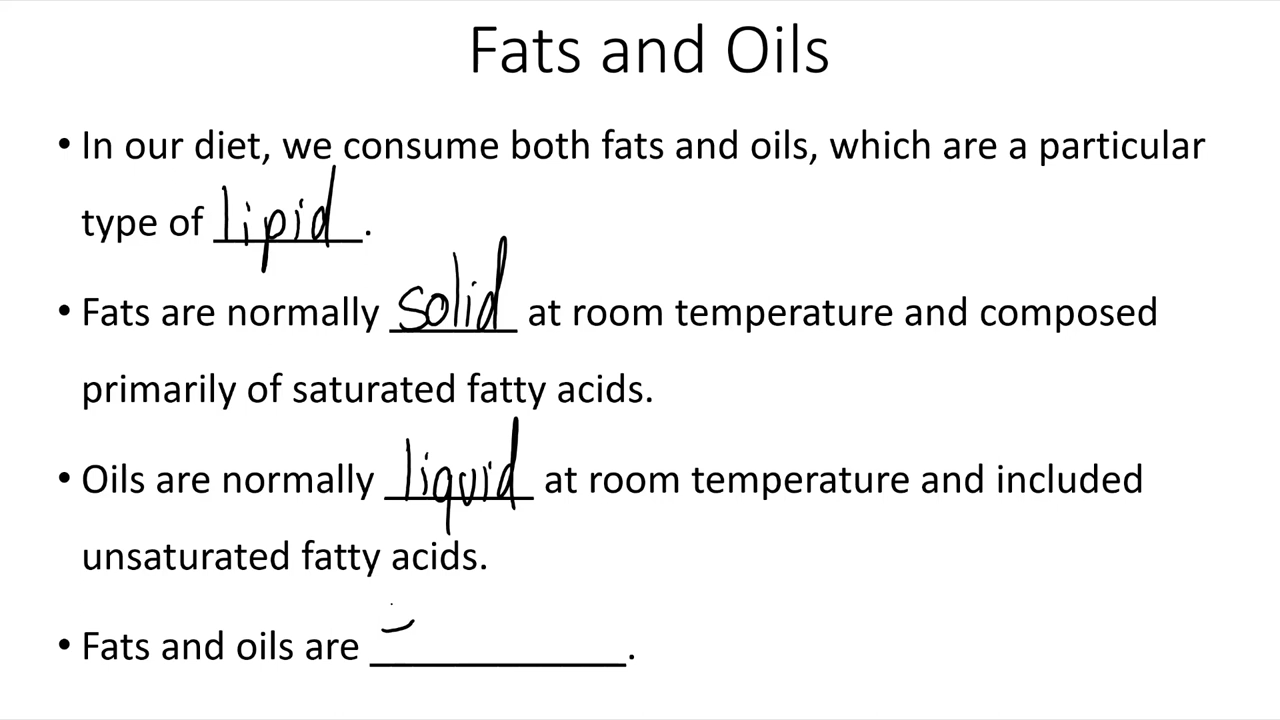 Fats and Oils
• In our diet, we consume both fats and oils, which are a particular
type of lipid.
• Fats are normally solid at room temperature and composed
primarily of saturated fatty acids.
• Oils are normally liquid at room temperature and included
unsaturated fatty acids.
• Fats and oils are ____________.